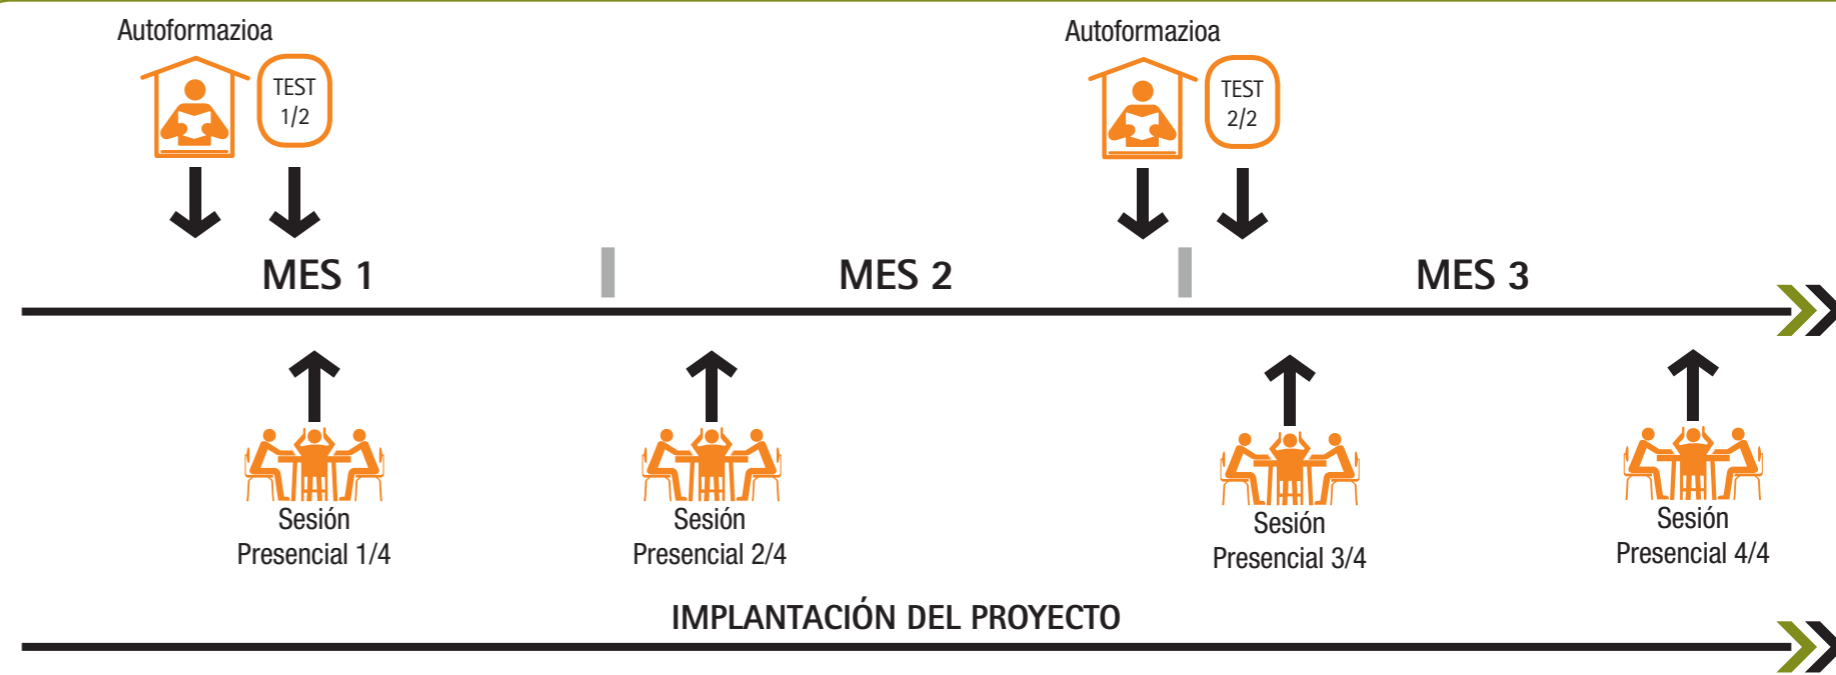 Autoformazioa
TEST
1/2
Autoformazioa
TEST
2/2
MES 1
MES 2
MES 3
Sesión
Presencial 1/4
Sesión
Presencial 2/4
Sesión
Presencial 3/4
Sesión
Presencial 4/4
IMPLANTACIÓN DEL PROYECTO